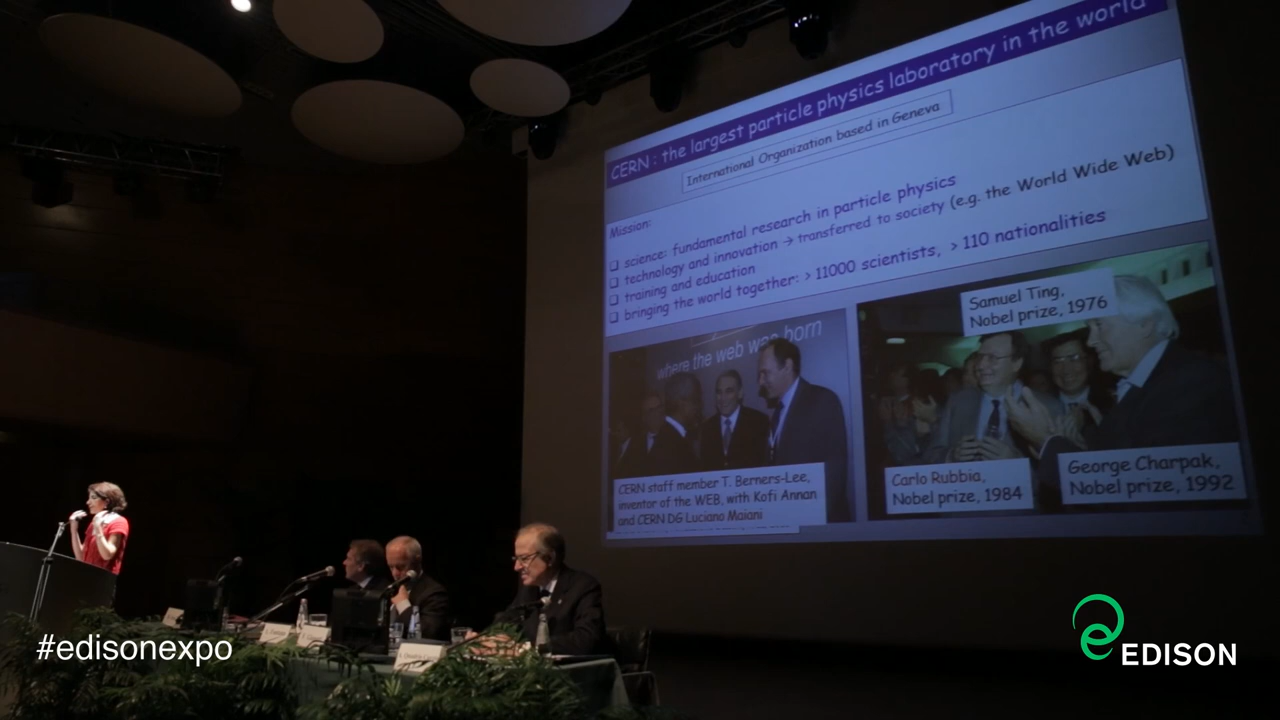 CERN : the largest particle physics laboratory in the world
International Organization based in Geneva
Mission:
science: fundamental research in particle physics
technology and innovation → transferred to society (e.g. the World Wide Web)
training and education
bringing the world together: > 11000 scientists, > 110 nationalities
where the web was born
CERN staff member T. Berners-Lee,
inventor of the WEB, with Kofi Annan
and CERN DG Luciano Maiani
Samuel Ting,
Nobel prize, 1976
Carlo Rubbia,
Nobel prize, 1984
George Charpak,
Nobel prize, 1992
#edisonexpo
EDISON